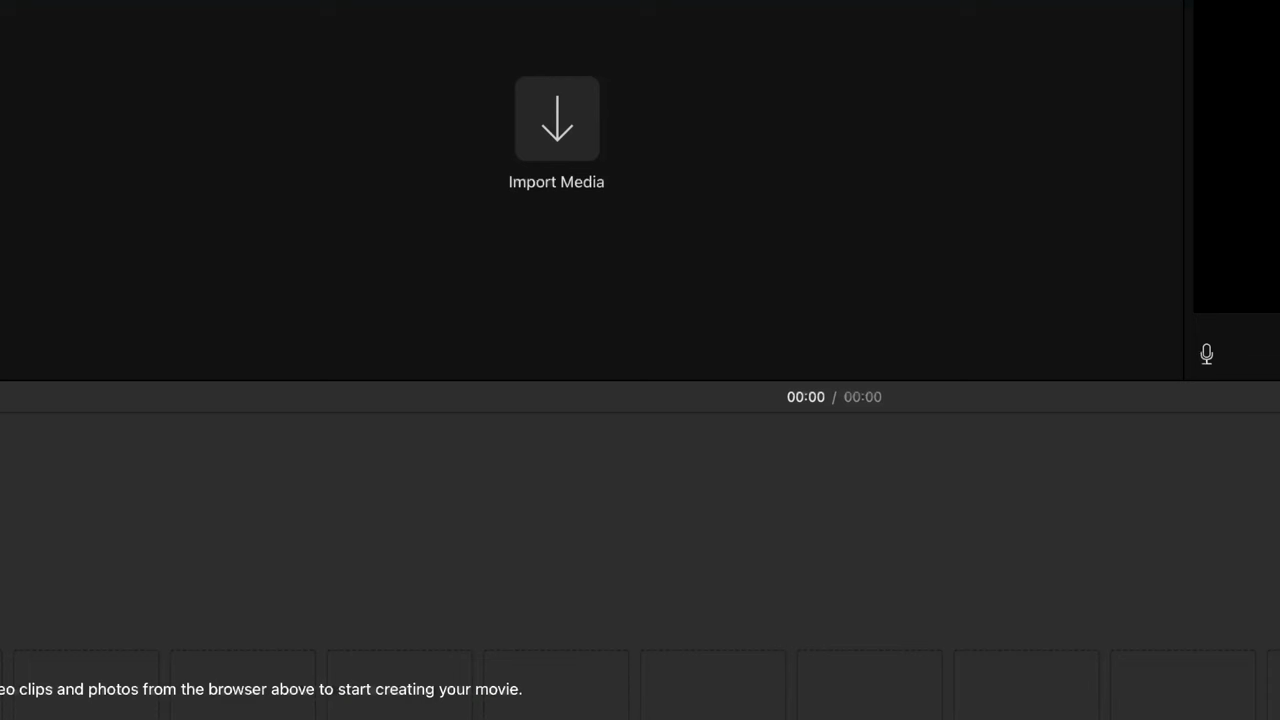 Import Media
00:00 / 00:00
eo clips and photos from the browser above to start creating your movie.